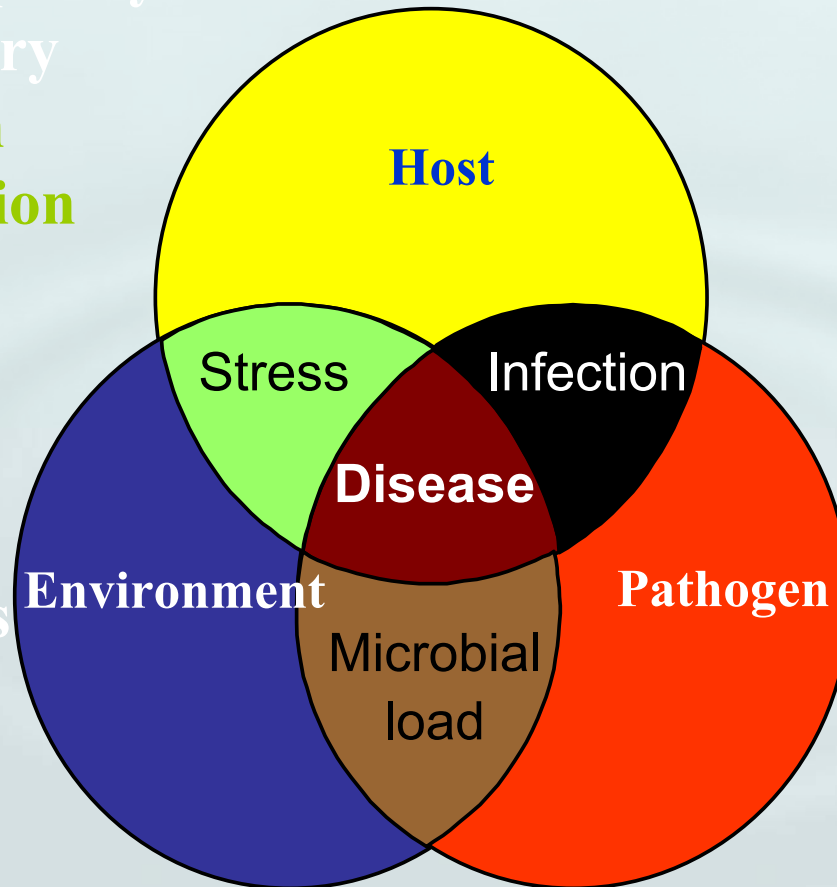 Host
Stress
Infection
Disease
Environment
Pathogen
Microbial
load